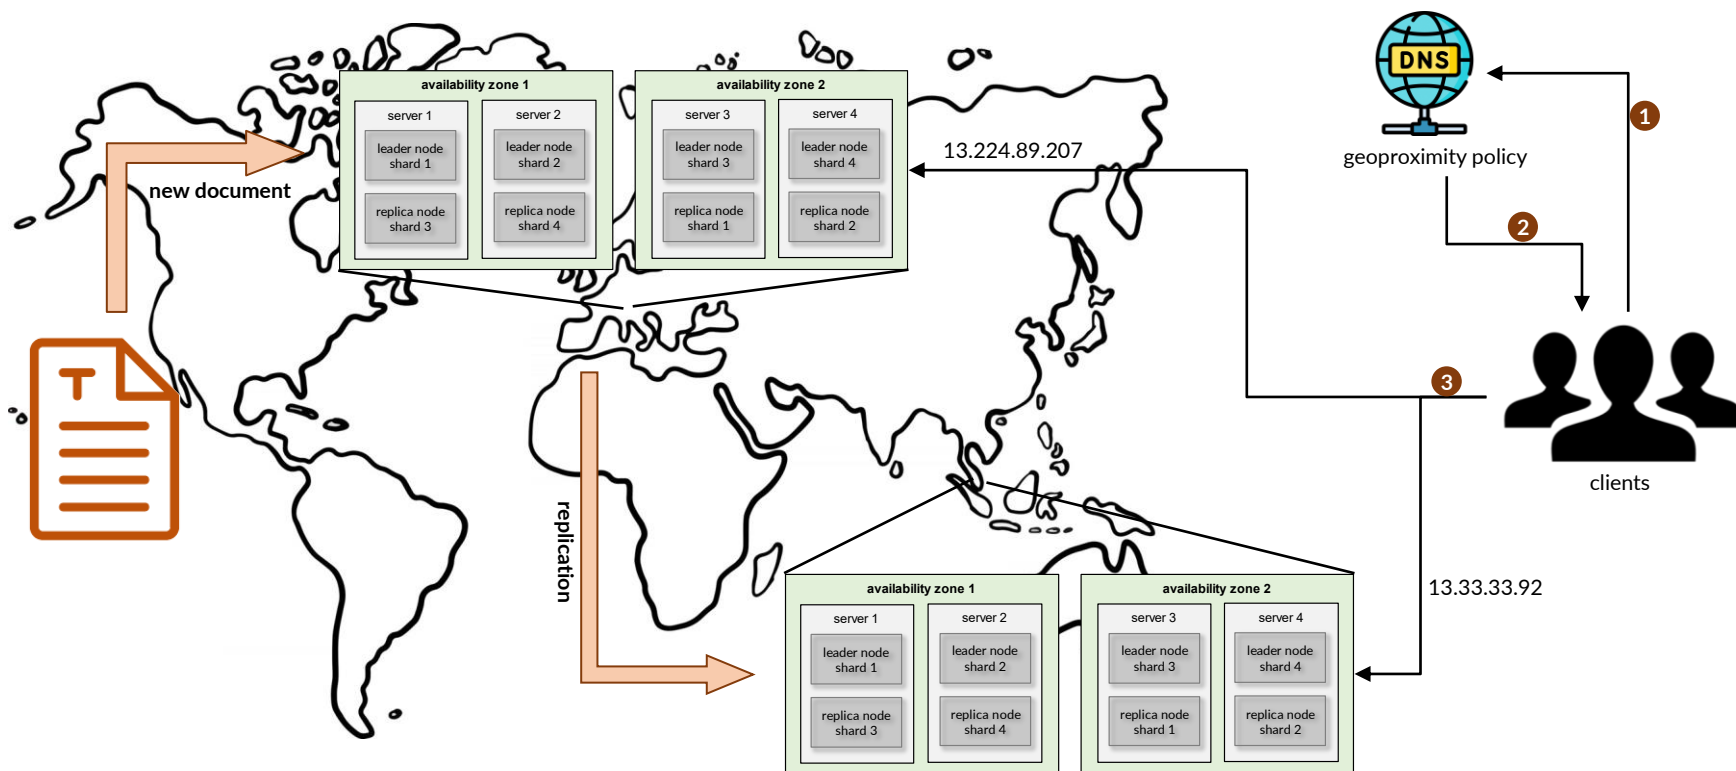 DNS
geoproximity policy
1
2
3
clients
13.224.89.207
13.33.33.92
new document
T
replication
availability zone 1
server 1
leader node
shard 1
replica node
shard 3
server 2
leader node
shard 2
replica node
shard 4
availability zone 2
server 3
leader node
shard 3
replica node
shard 1
server 4
leader node
shard 4
replica node
shard 2
availability zone 1
server 1
leader node
shard 1
replica node
shard 3
server 2
leader node
shard 2
replica node
shard 4
availability zone 2
server 3
leader node
shard 3
replica node
shard 1
server 4
leader node
shard 4
replica node
shard 2